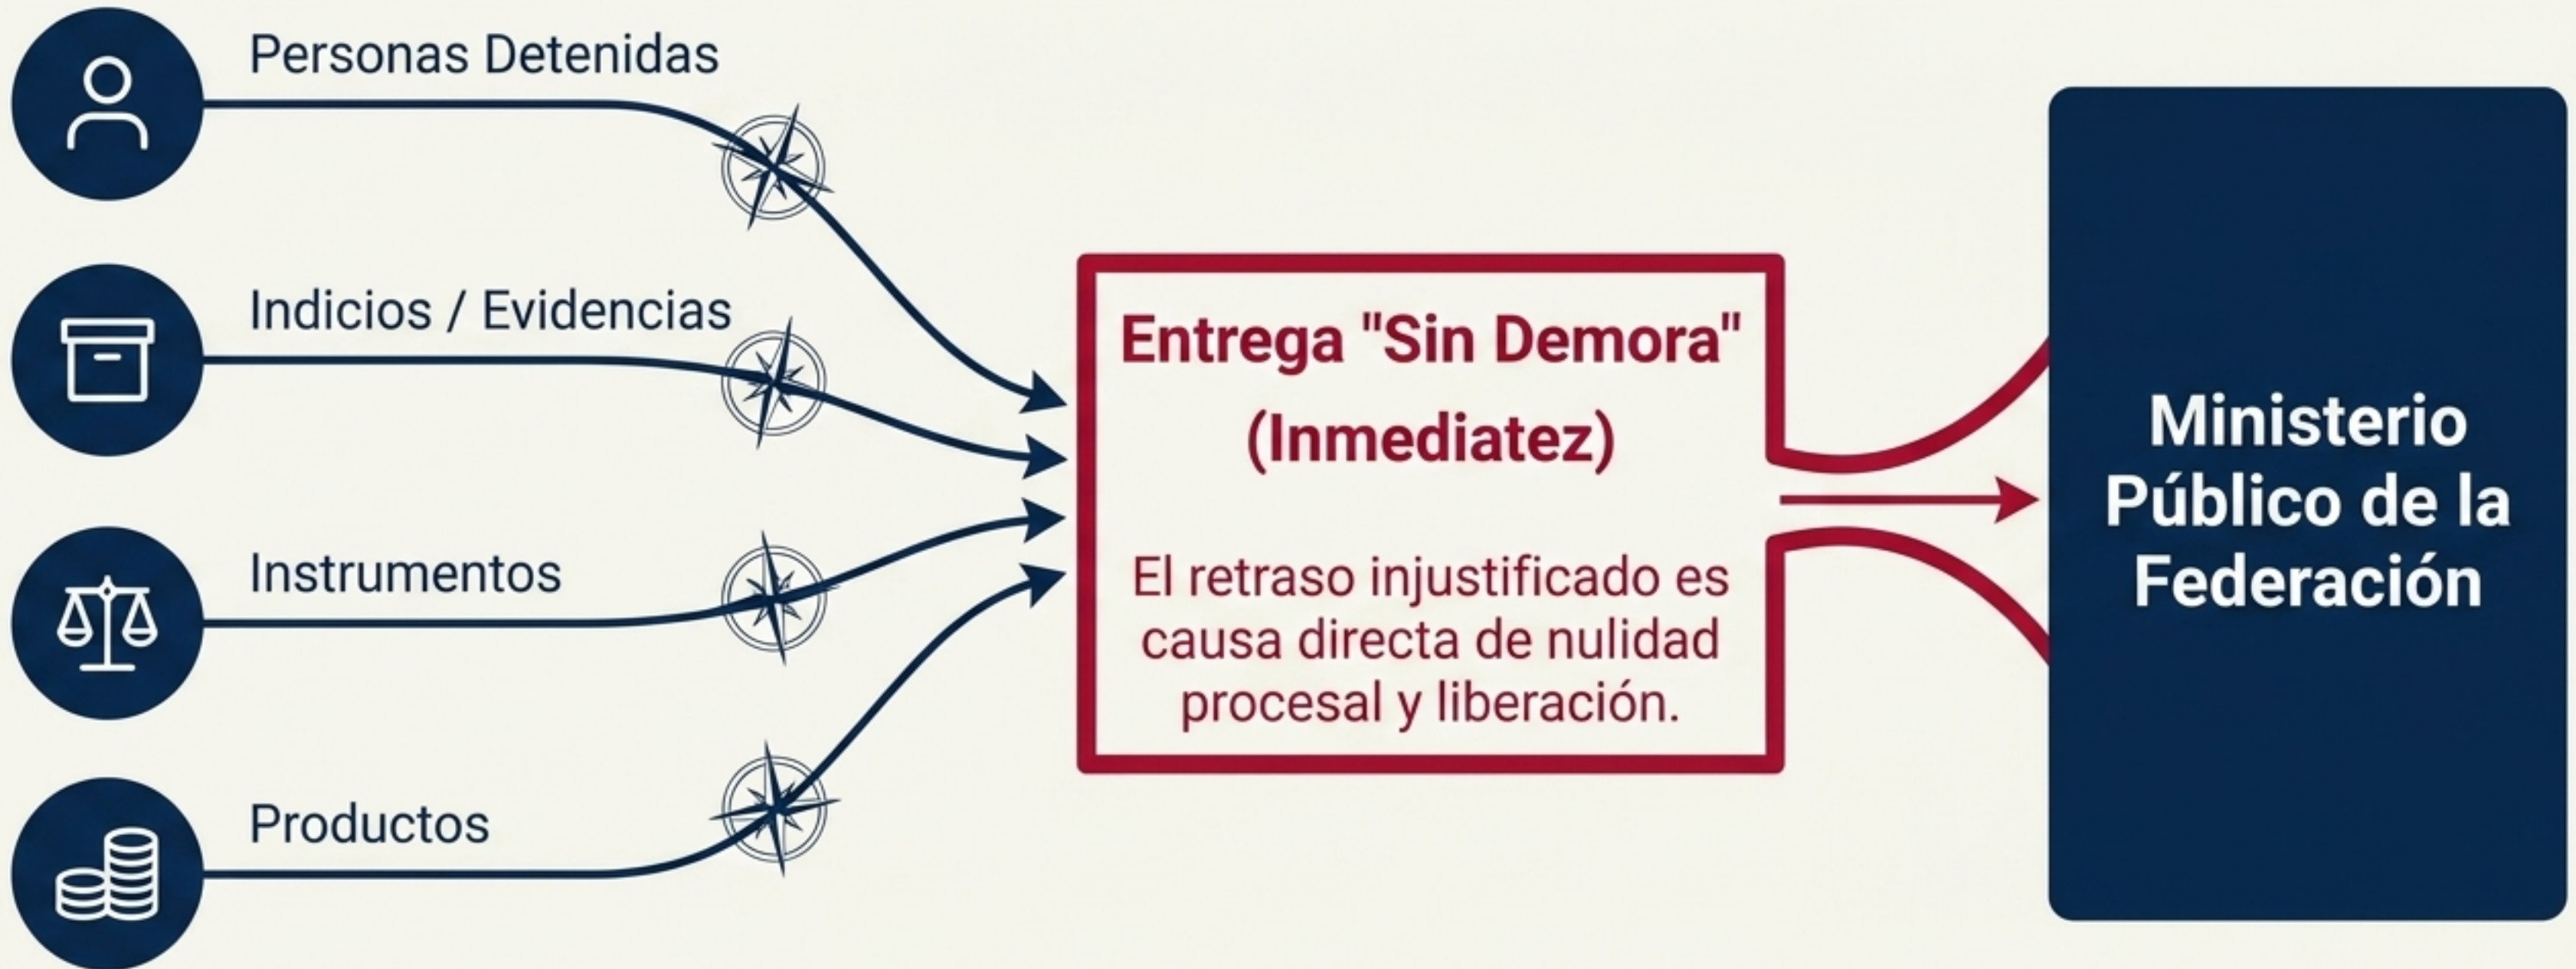 Personas Detenidas
Indicios / Evidencias
Instrumentos
Productos
Entrega "Sin Demora"
(Inmediatez)
El retraso injustificado es
causa directa de nulidad
procesal y liberación.
Ministerio
Público de la
Federación